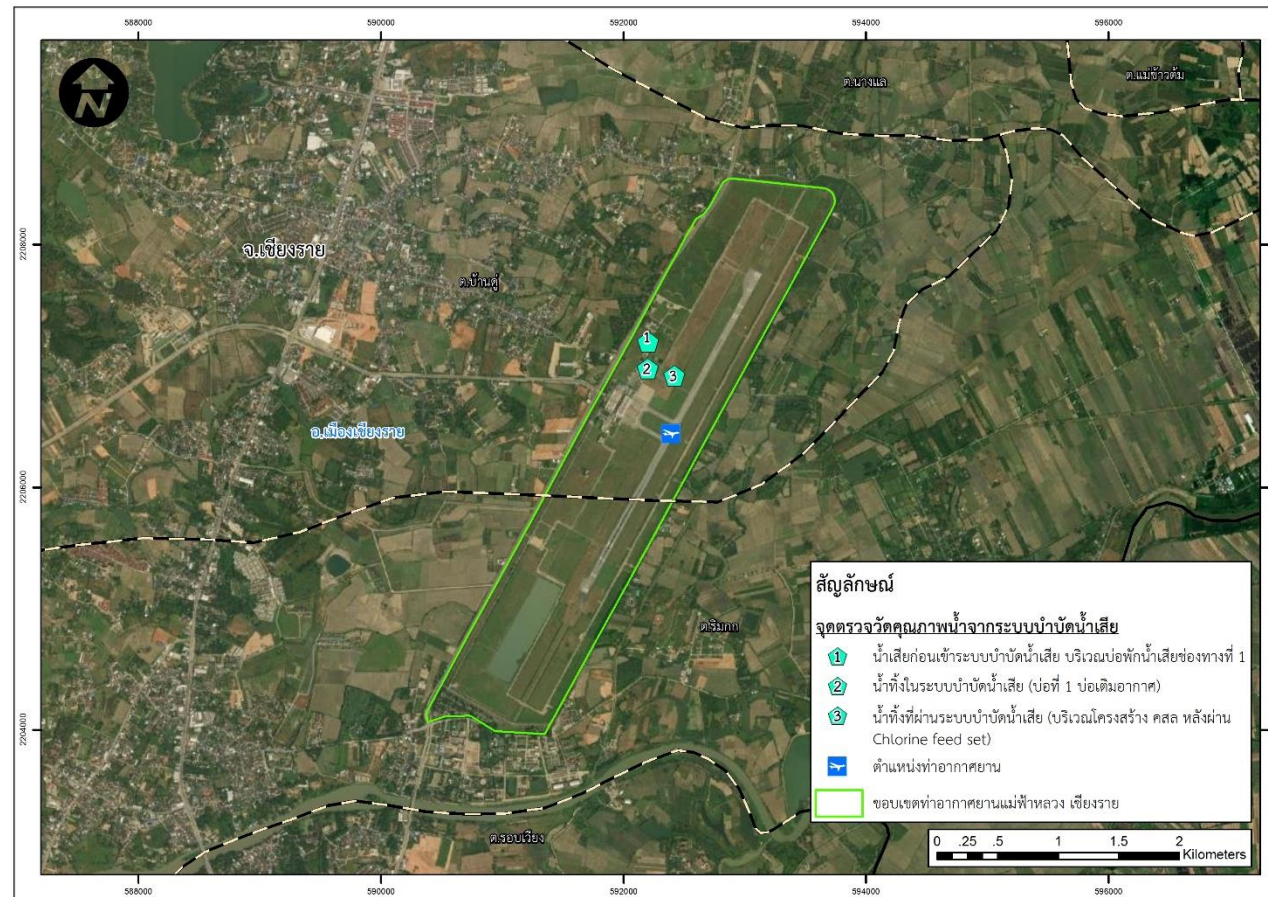 588000
590000
592000
594000
596000
N
ต.นางแล
ต.แม่ข้าวต้ม
2208000
จ.เชียงราย
ต.บ้านดู่
1
2
3
อ.เมืองเชียงราย
2206000
ต.ริมกก
2204000
ต.รอบเวียง
สัญลักษณ์
จุดตรวจวัดคุณภาพน้ำจากระบบบำบัดน้ำเสีย
1 น้ำเสียก่อนเข้าระบบบำบัดน้ำเสีย บริเวณบ่อพักน้ำเสียช่องทางที่ 1
2 น้ำทิ้งในระบบบำบัดน้ำเสีย (บ่อที่ 1 บ่อเติมอากาศ)
3 น้ำทิ้งที่ผ่านระบบบำบัดน้ำเสีย (บริเวณโครงสร้าง คสล หลังผ่าน
Chlorine feed set)
ตำแหน่งท่าอากาศยาน
ขอบเขตท่าอากาศยานแม่ฟ้าหลวง เชียงราย
0 .25 .5 1 1.5 2
Kilometers
588000
590000
592000
594000
596000